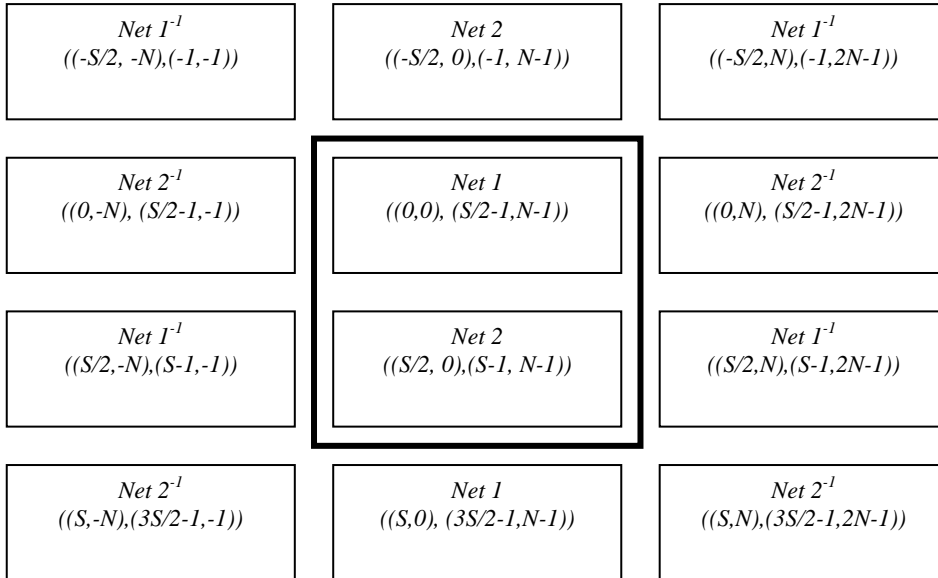 Net 1⁻¹
((-S/2, -N),(-1,-1))
Net 2
((-S/2, 0),(-1, N-1))
Net 1⁻¹
((-S/2,N),(-1,2N-1))
Net 2⁻¹
((0,-N), (S/2-1,-1))
Net 1
((0,0), (S/2-1,N-1))
Net 2⁻¹
((0,N), (S/2-1,2N-1))
Net 1⁻¹
((S/2,-N),(S-1,-1))
Net 2
((S/2, 0),(S-1, N-1))
Net 1⁻¹
((S/2,N),(S-1,2N-1))
Net 2⁻¹
((S,-N),(3S/2-1,-1))
Net 1
((S,0), (3S/2-1,N-1))
Net 2⁻¹
((S,N),(3S/2-1,2N-1))